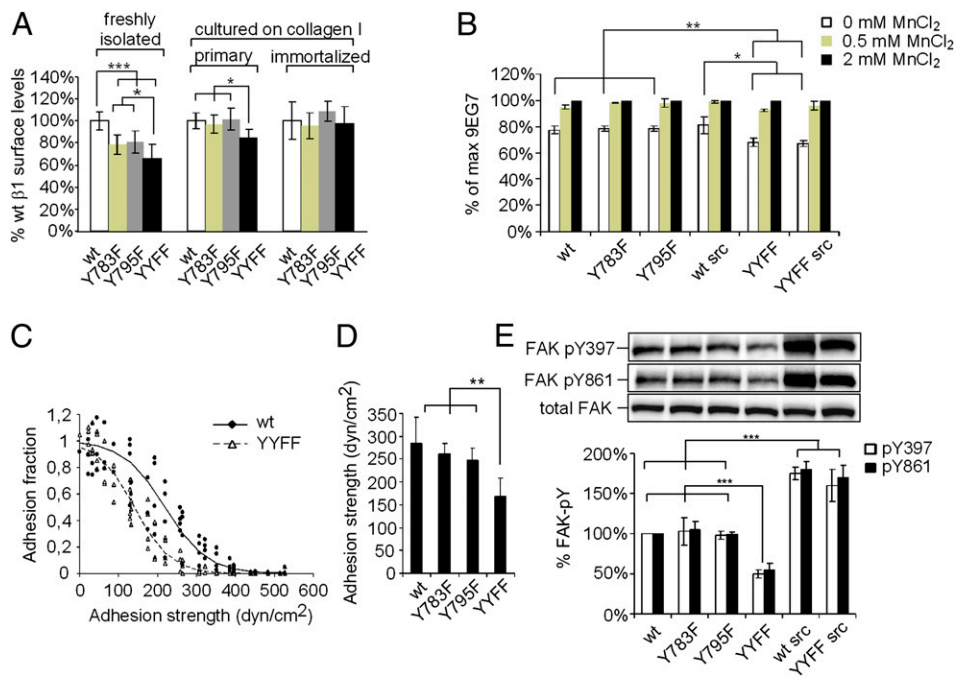 A
freshly isolated
cultured on collagen I
primary
immortalized
***
*
*
% wt β1 surface levels
140%
120%
100%
80%
60%
40%
20%
0%
wt
Y783F
Y795F
YYFF
wt
Y783F
Y795F
YYFF
wt
Y783F
Y795F
YYFF
B
0 mM MnCl2
0.5 mM MnCl2
2 mM MnCl2
**
*
% of max 9EG7
120%
100%
80%
60%
40%
20%
0%
wt
Y783F
Y795F
wt src
YYFF
YYFF src
C
wt
YYFF
Adhesion fraction
1,2
1
0,8
0,6
0,4
0,2
0
0 100 200 300 400 500 600
Adhesion strength (dyn/cm2)
D
**
Adhesion strength (dyn/cm2)
350
300
250
200
150
100
50
0
wt
Y783F
Y795F
YYFF
E
FAK pY397
FAK pY861
total FAK
pY397
pY861
***
***
% FAK-pY
200%
150%
100%
50%
0%
wt
Y783F
Y795F
YYFF
wt src
YYFF src